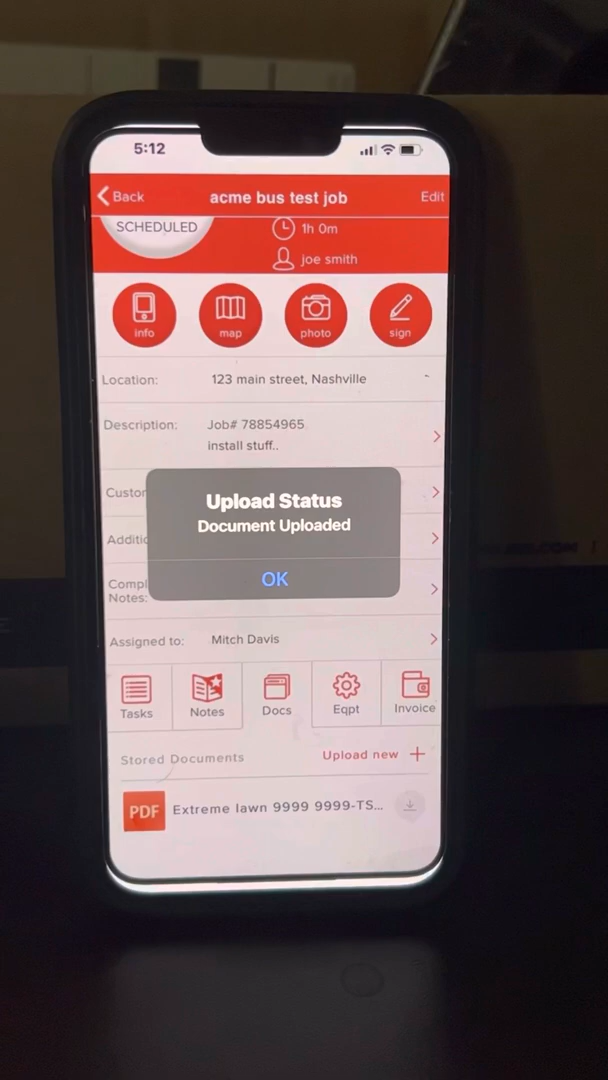 5:12
Back
acme bus test job
Edit
SCHEDULED
1h 0m
joe smith
info
map
photo
sign
Location:
123 main street, Nashville
Description:
Job# 78854965
install stuff..
Custor
Upload Status
Document Uploaded
Additic
OK
Compl
Notes:
Assigned to:
Mitch Davis
Tasks
Notes
Docs
Eqpt
Invoice
Stored Documents
Upload new +
PDF
Extreme lawn 9999 9999-TS...